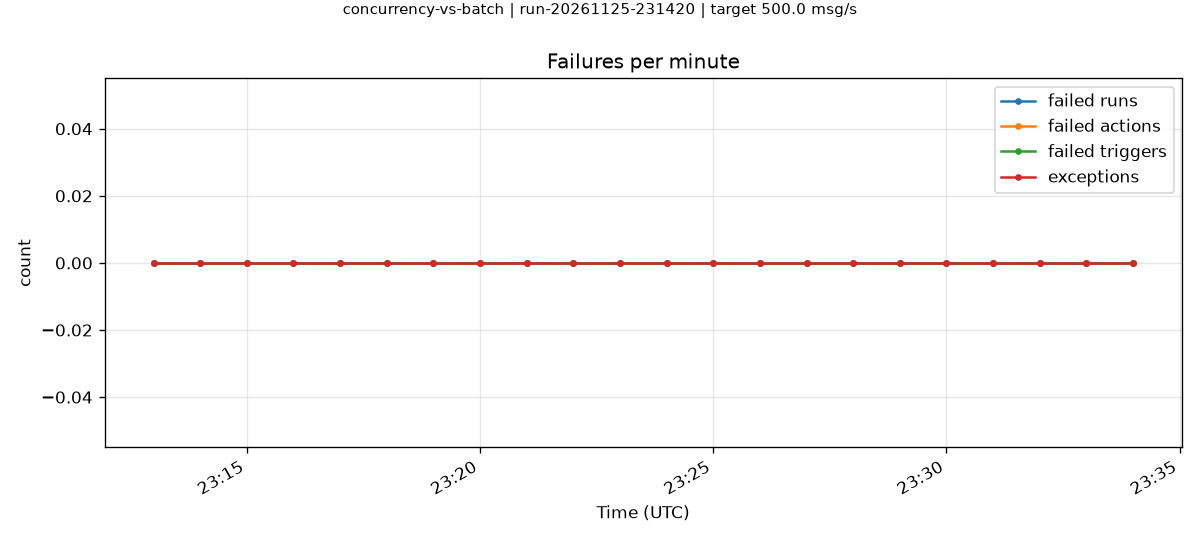 concurrency-vs-batch | run-20261125-231420 | target 500.0 msg/s
Failures per minute
failed runs
failed actions
failed triggers
exceptions
count
0.04
0.02
0.00
−0.02
−0.04
23:15
23:20
23:25
23:30
23:35
Time (UTC)